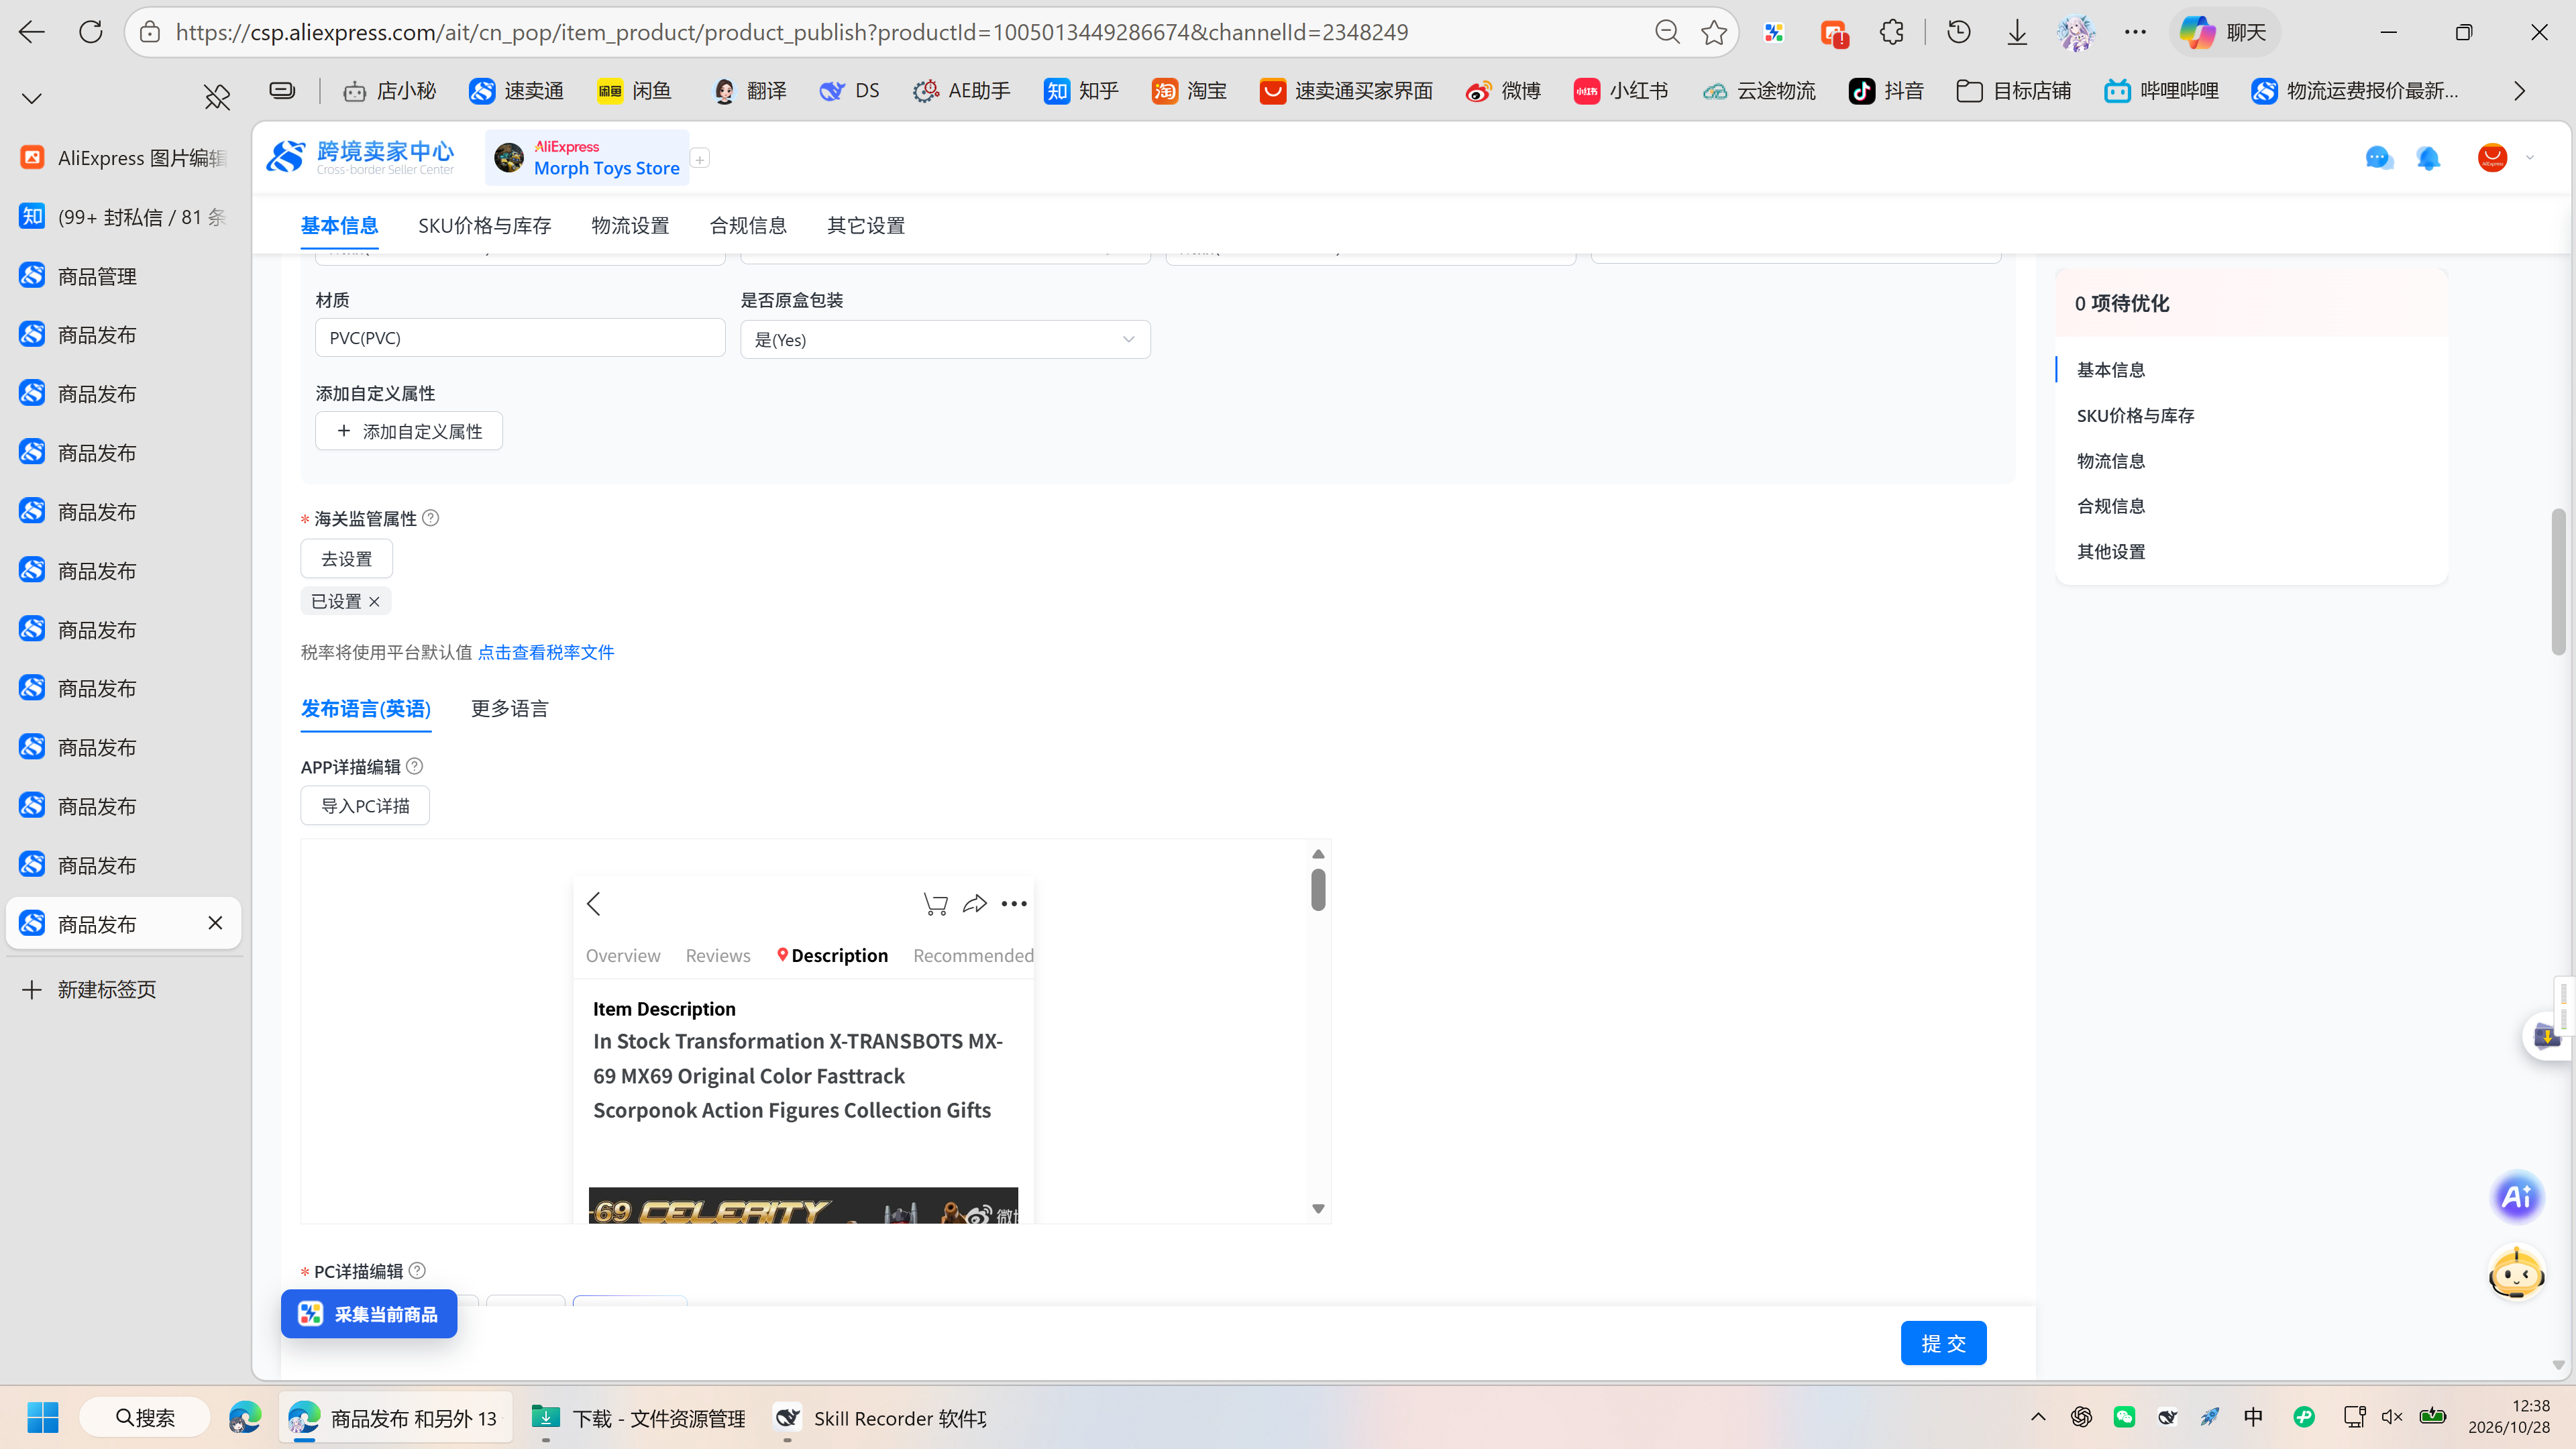 https://csp.aliexpress.com/ait/cn_pop/item_product/product_publish?productId=1005013449286674&channelId=2348249
聊天
店小秘
速卖通
闲鱼
翻译
DS
AE助手
知乎
淘宝
速卖通买家界面
微博
小红书
云途物流
抖音
目标店铺
哔哩哔哩
物流运费报价最新...
AliExpress 图片编辑
(99+ 封私信 / 81 条
商品管理
商品发布
商品发布
商品发布
商品发布
商品发布
商品发布
商品发布
商品发布
商品发布
商品发布
商品发布
新建标签页
跨境卖家中心
Cross-border Seller Center
AliExpress
Morph Toys Store
基本信息
SKU价格与库存
物流设置
合规信息
其它设置
材质
是否原盒包装
PVC(PVC)
是(Yes)
添加自定义属性
+ 添加自定义属性
* 海关监管属性
去设置
已设置
税率将使用平台默认值 点击查看税率文件
发布语言(英语)
更多语言
APP详描编辑
导入PC详描
Overview
Reviews
Description
Recommended
Item Description
In Stock Transformation X-TRANSBOTS MX-
69 MX69 Original Color Fasttrack
Scorponok Action Figures Collection Gifts
-69 CELERITY
* PC详描编辑
采集当前商品
提 交
0 项待优化
基本信息
SKU价格与库存
物流信息
合规信息
其他设置
Ai
搜索
商品发布 和另外 13
下载 - 文件资源管理
Skill Recorder 软件
中
12:38
2026/10/28